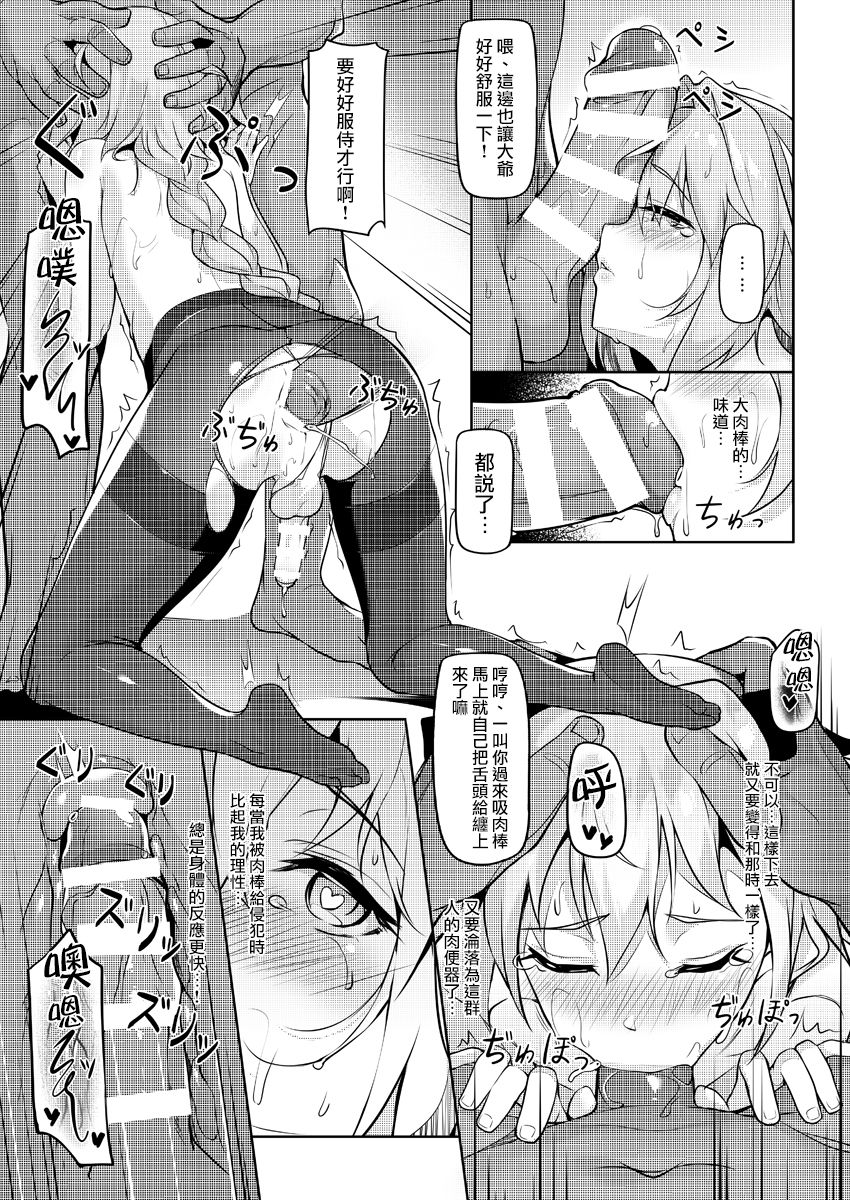 ペシ
ペシ
喂、這邊也讓大爺
好好舒服一下！
……
要好好服侍才行啊！
ぐっ
ぷっ
嗯噗
大肉棒的…
味道…
ちゅっ
都説了…
ぶぢゅ
ぶぢゅ
嗯嗯
不可以…這樣下去
就又要變得和那時一樣了…
哼哼、一叫你過來吸肉棒
馬上就自己把舌頭給纏上
來了嘛
呼
又要淪落為這群
人的肉便器了…
ぢゅぽっ
ぢゅぽっ
每當我被肉棒給侵犯時
比起我的理性…
總是身體的反應更快…！
ぐり
ぐり
ズリッ
ズリッ
噢嗯